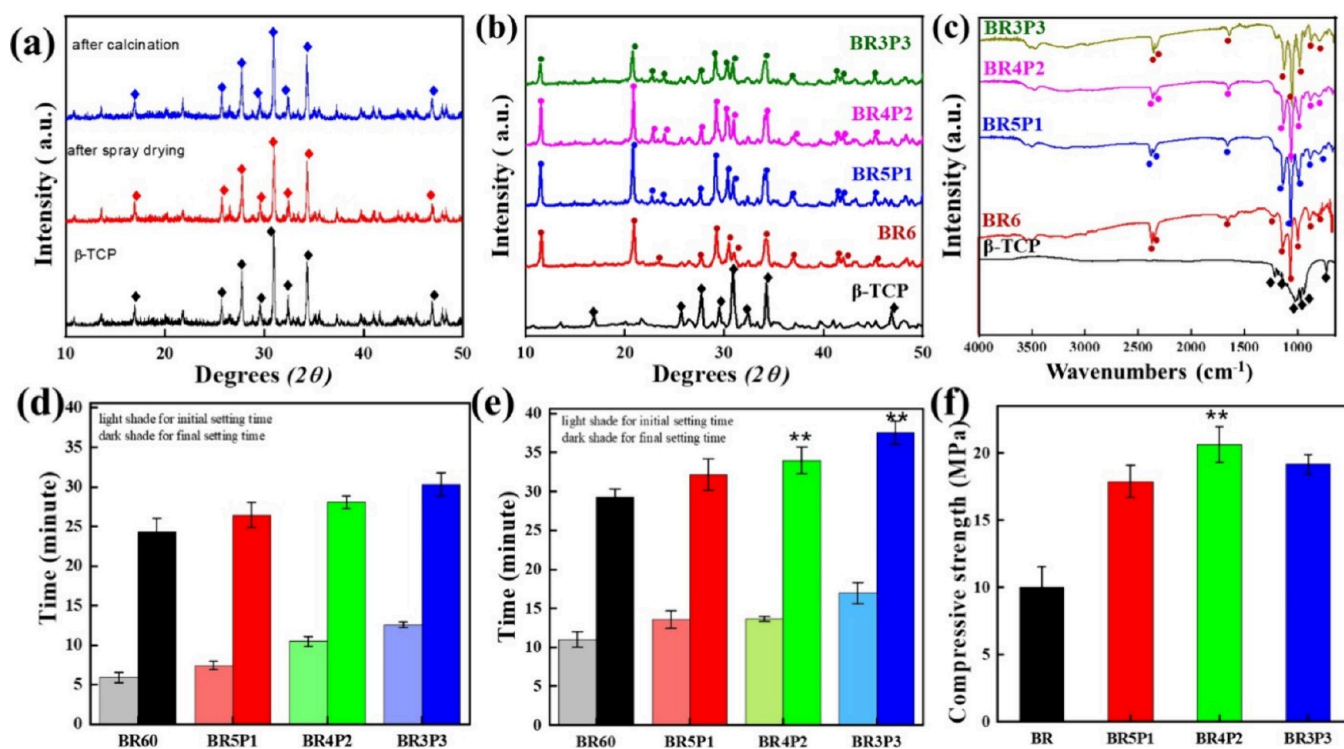 (a)
after calcination
after spray drying
β-TCP
Intensity ( a.u.)
10 20 30 40 50
Degrees (2θ)
(b)
BR3P3
BR4P2
BR5P1
BR6
β-TCP
Intensity ( a.u.)
10 20 30 40 50
Degrees (2θ)
(c)
BR3P3
BR4P2
BR5P1
BR6
β-TCP
Intensity (a.u.)
4000 3500 3000 2500 2000 1500 1000
Wavenumbers (cm⁻¹)
(d)
light shade for initial setting time
dark shade for final setting time
Time (minute)
40
35
30
25
20
15
10
5
0
BR60 BR5P1 BR4P2 BR3P3
(e)
light shade for initial setting time
dark shade for final setting time
**
**
Time (minute)
40
35
30
25
20
15
10
5
0
BR60 BR5P1 BR4P2 BR3P3
(f)
**
Compressive strength (MPa)
20
15
10
5
0
BR BR5P1 BR4P2 BR3P3